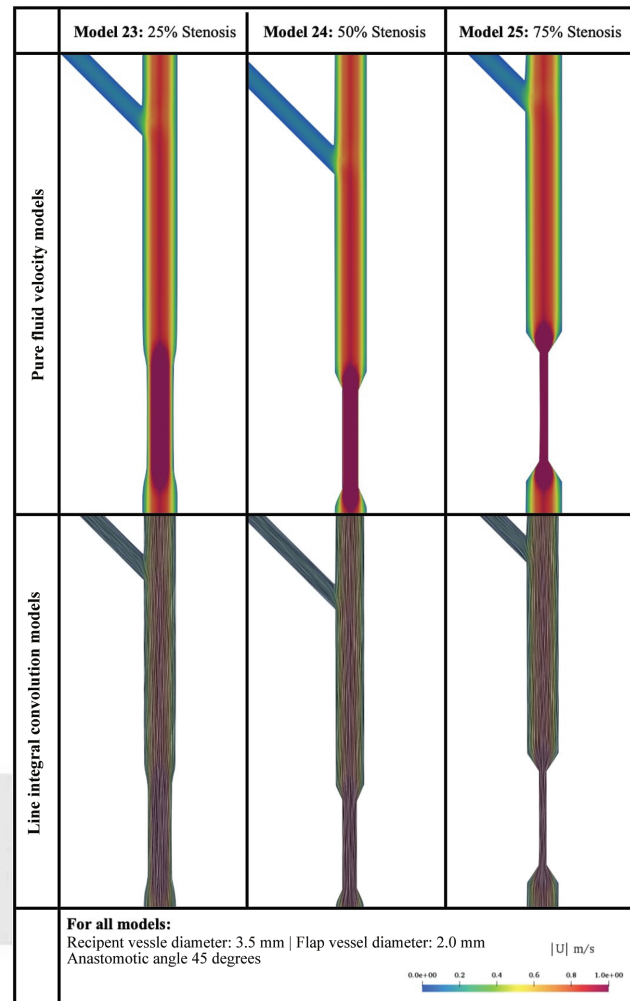 Model 23: 25% Stenosis
Model 24: 50% Stenosis
Model 25: 75% Stenosis
Pure fluid velocity models
Line integral convolution models
For all models:
Recipent vessle diameter: 3.5 mm | Flap vessel diameter: 2.0 mm
Anastomotic angle 45 degrees
|U| m/s
0.0e+00 0.2 0.4 0.6 0.8 1.0e+00